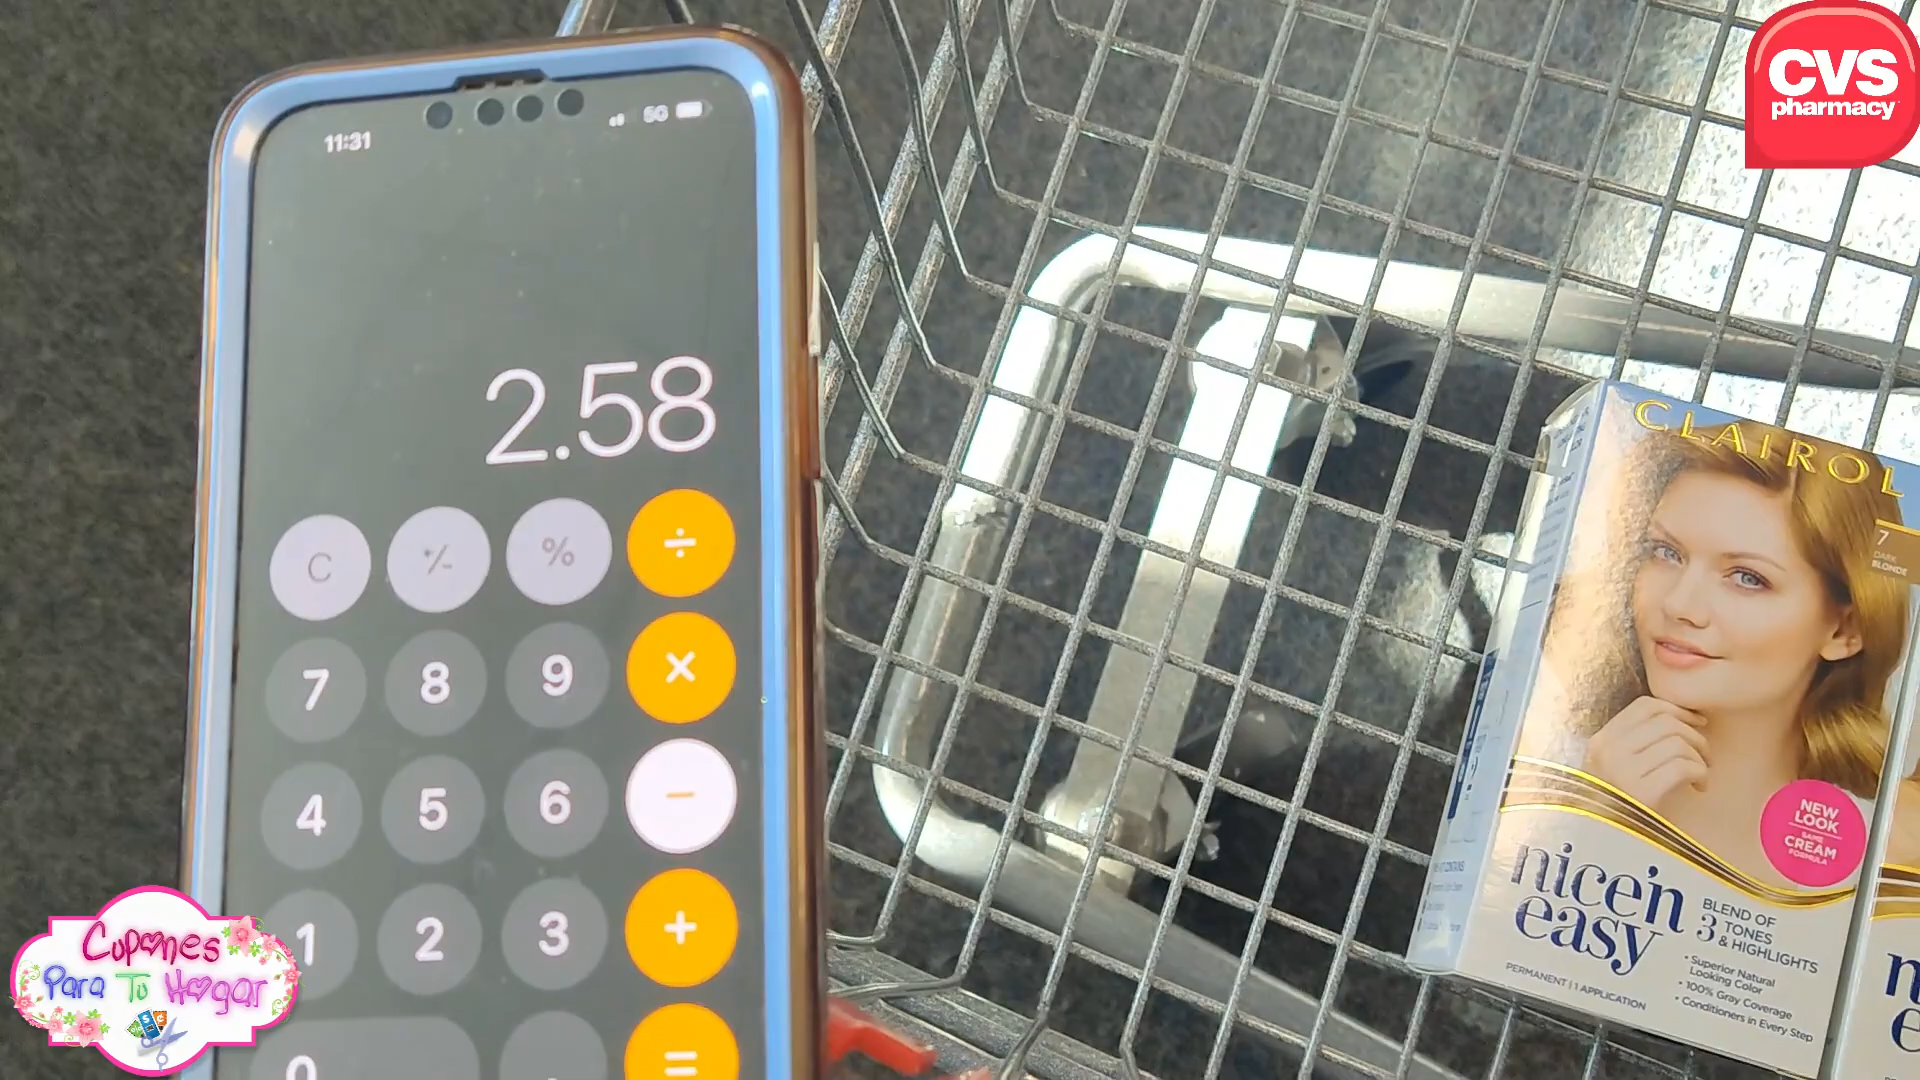 CVS
pharmacy
11:31
5G
2.58
C
%
÷
7
8
9
×
4
5
6
−
1
2
3
+
0
.
=
CLAIROL
7
DARK
BLONDE
NEW
LOOK
SAME
CREAM
FORMULA
nice'n
easy
BLEND OF
3 TONES
& HIGHLIGHTS
• Superior Natural
Looking Color
• 100% Gray Coverage
• Conditioners in Every Step
PERMANENT | 1 APPLICATION
Cupones
Para Tu Hogar